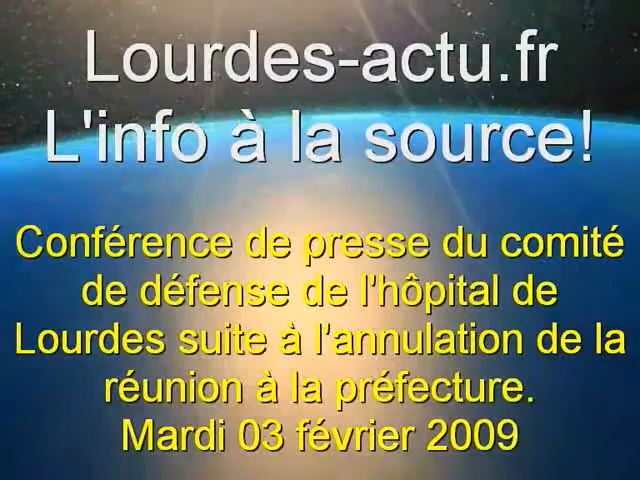 Lourdes-actu.fr
L'info à la source!
Conférence de presse du comité
de défense de l'hôpital de
Lourdes suite à l'annulation de la
réunion à la préfecture.
Mardi 03 février 2009